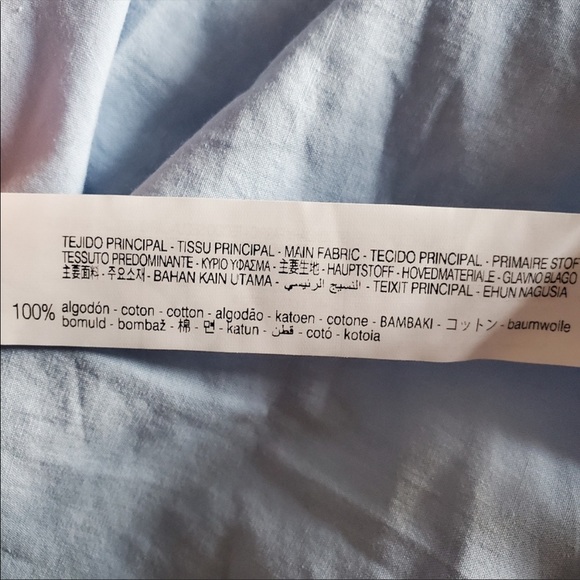 TEJIDO PRINCIPAL - TISSU PRINCIPAL - MAIN FABRIC - TECIDO PRINCIPAL - PRIMAIRE STOF
TESSUTO PREDOMINANTE - ΚΥΡΙΟ ΥΦΑΣΜΑ - 主要生地 - HAUPTSTOFF - HOVEDMATERIALE - GLAVNO BLAGO
主要面料 - 주요소재 - BAHAN KAIN UTAMA - النسيج الرئيسي - TEIXIT PRINCIPAL - EHUN NAGUSIA
100% algodón - coton - cotton - algodão - katoen - cotone - BAMBAKI - コットン - baumwolle
bomuld - bombaž - 棉 - 면 - katun - قطن - cotó - kotoia